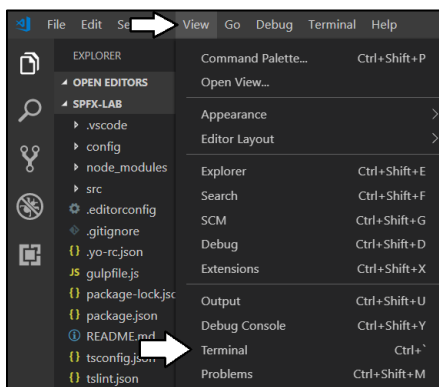 File Edit Se View Go Debug Terminal Help
EXPLORER
OPEN EDITORS
SPFX-LAB
.vscode
config
node_modules
src
.editorconfig
.gitignore
{} .yo-rc.json
JS gulpfile.js
{} package-lock.jsc
{} package.json
README.md
{} tsconfig.json
{} tslint.json
Command Palette... Ctrl+Shift+P
Open View...
Appearance
Editor Layout
Explorer Ctrl+Shift+E
Search Ctrl+Shift+F
SCM Ctrl+Shift+G
Debug Ctrl+Shift+D
Extensions Ctrl+Shift+X
Output Ctrl+Shift+U
Debug Console Ctrl+Shift+Y
Terminal Ctrl+`
Problems Ctrl+Shift+M